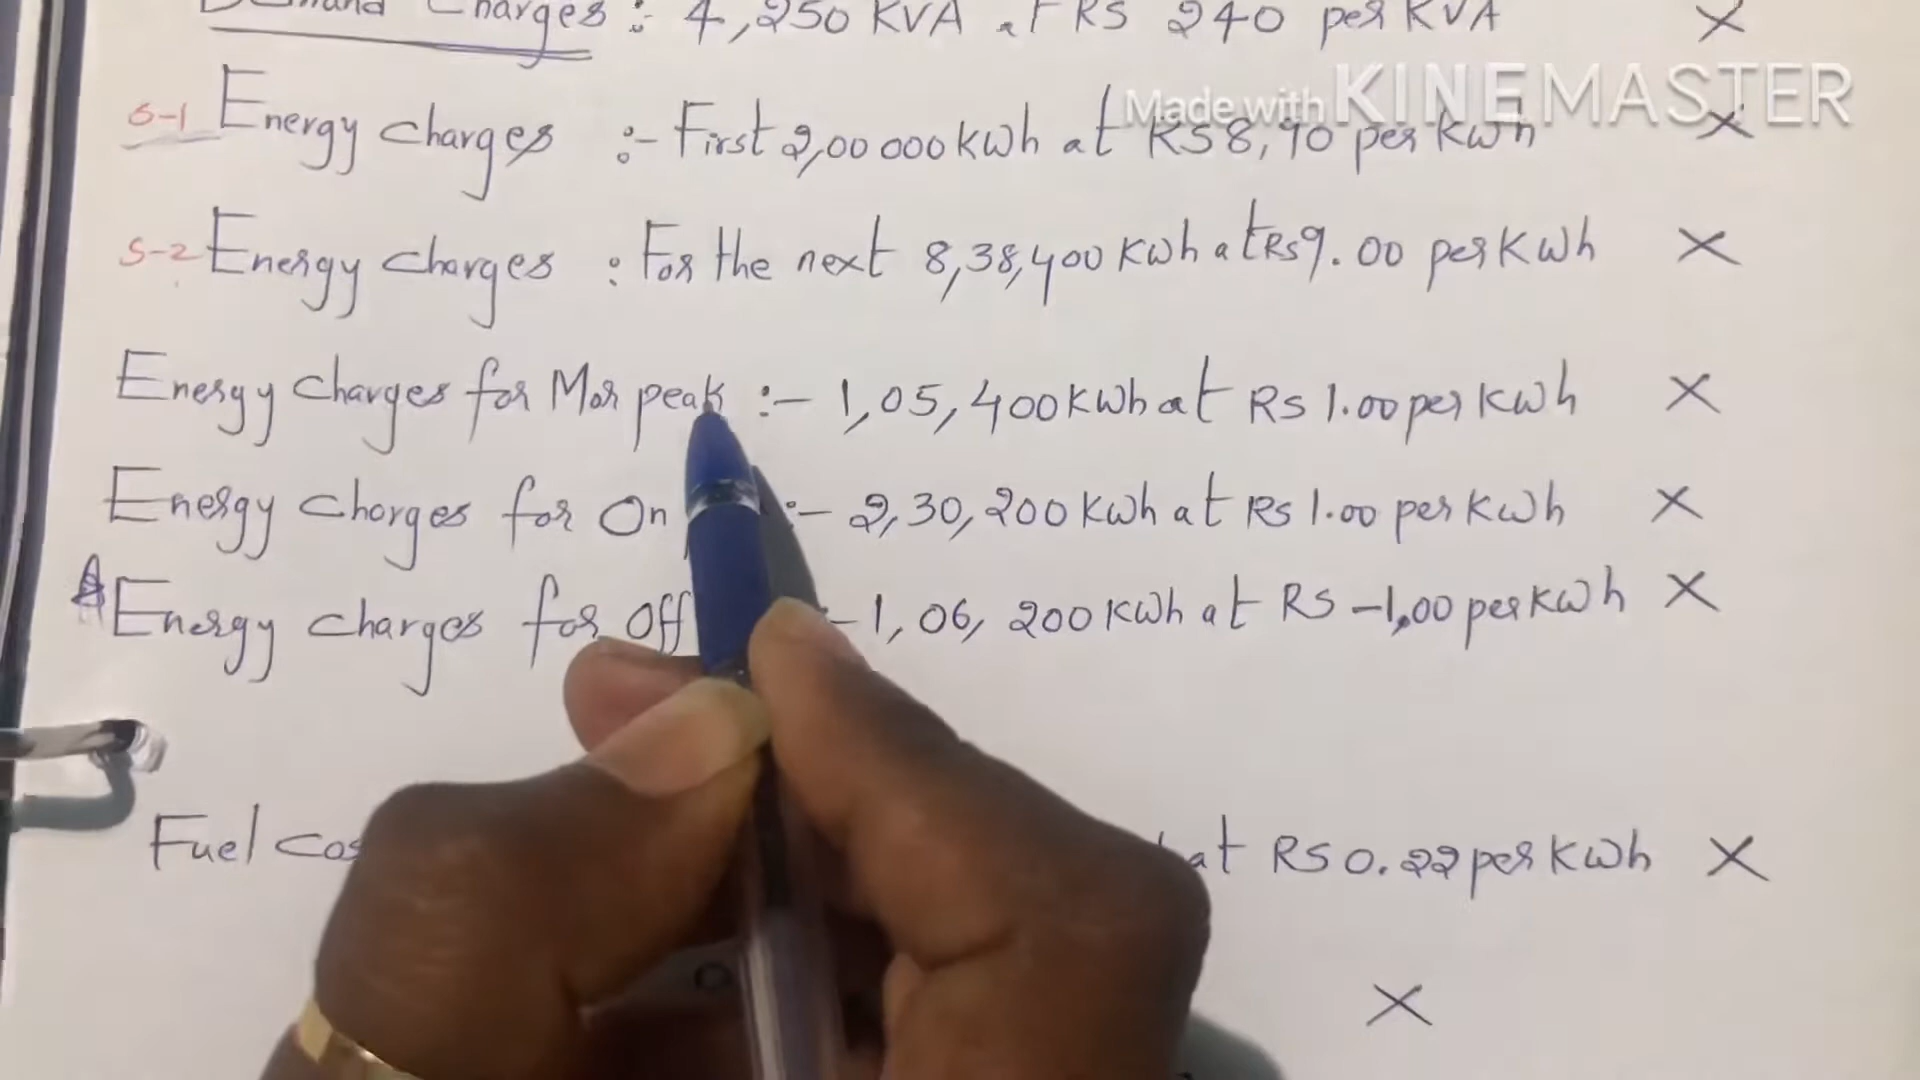 Demand Charges :- 4,250 KVA at RS 240 per KVA X
Made with KINEMASTER
S-1 Energy charges :- First 2,00 000 kWh at RS 8,90 per kWh X
S-2 Energy charges : For the next 8,38,400 KWh at Rs 9.00 per KWh X
Energy Charges for Mor peak :- 1,05,400 KWh at Rs 1.00 per KWh X
Energy Charges for On :- 2,30,200 KWh at Rs 1.00 per KWh X
Energy charges for Off - 1,06,200 KWh at RS -1,00 per KWh X
Fuel at RS 0.22 per KWh X
X